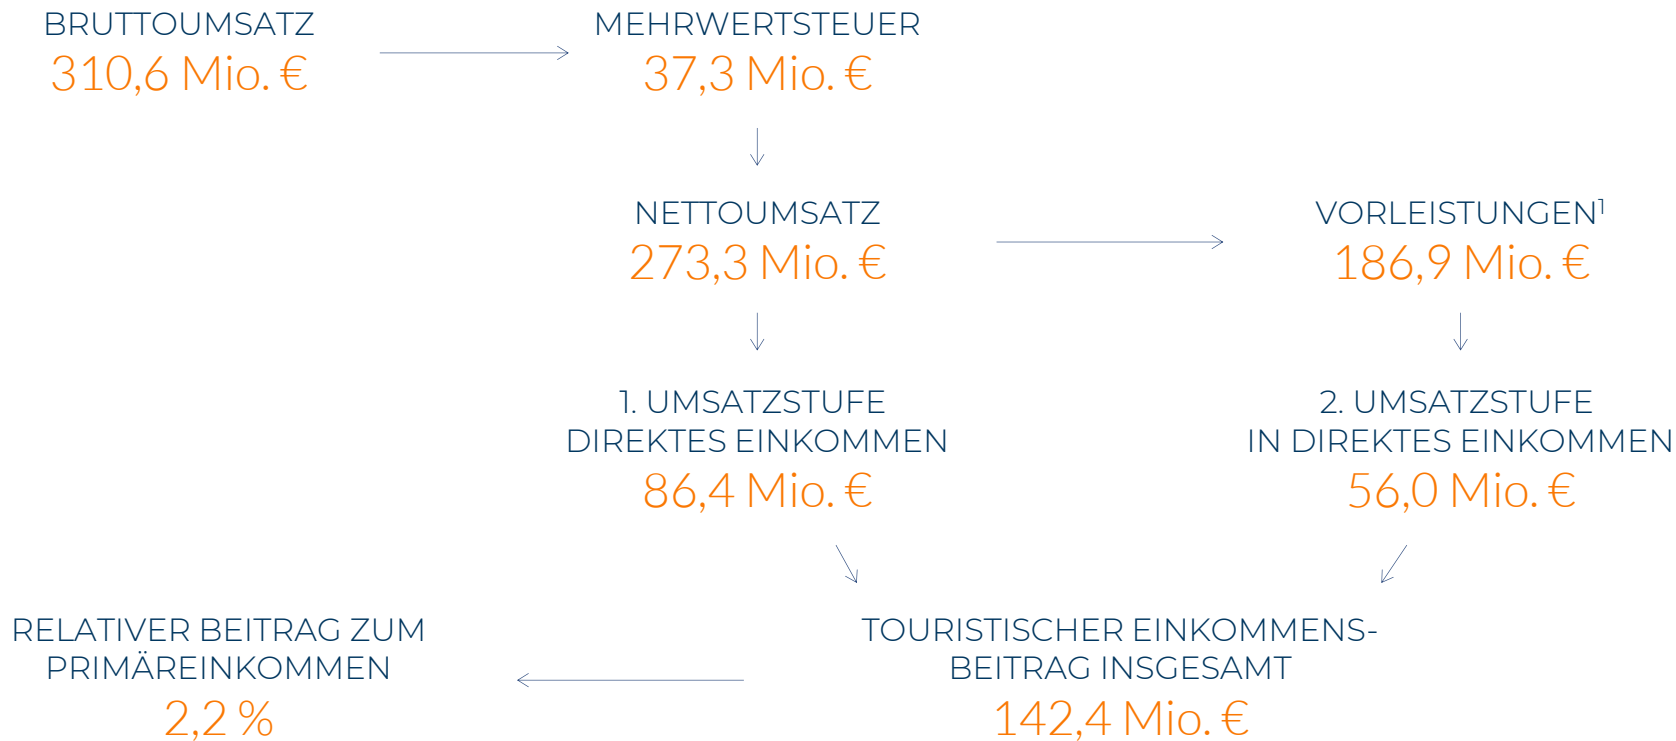 BRUTTOUMSATZ
310,6 Mio. €
MEHRWERTSTEUER
37,3 Mio. €
NETTOUMSATZ
273,3 Mio. €
VORLEISTUNGEN¹
186,9 Mio. €
1. UMSATZSTUFE
DIREKTES EINKOMMEN
86,4 Mio. €
2. UMSATZSTUFE
IN DIREKTES EINKOMMEN
56,0 Mio. €
RELATIVER BEITRAG ZUM
PRIMÄREINKOMMEN
2,2 %
TOURISTISCHER EINKOMMENS-
BEITRAG INSGESAMT
142,4 Mio. €